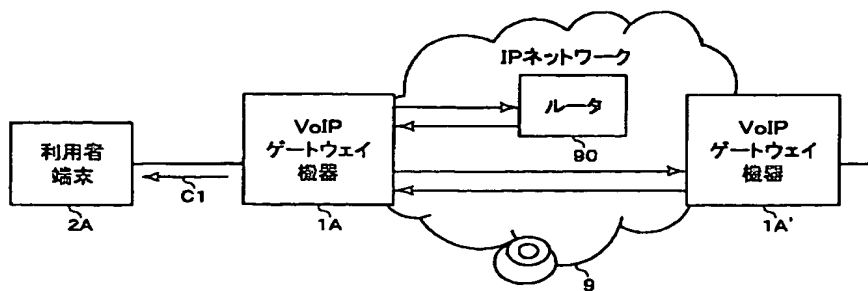 IPネットワーク
ルータ
90
VoIP
ゲートウェイ
機器
1A
VoIP
ゲートウェイ
機器
1A'
利用者
端末
2A
C1
9